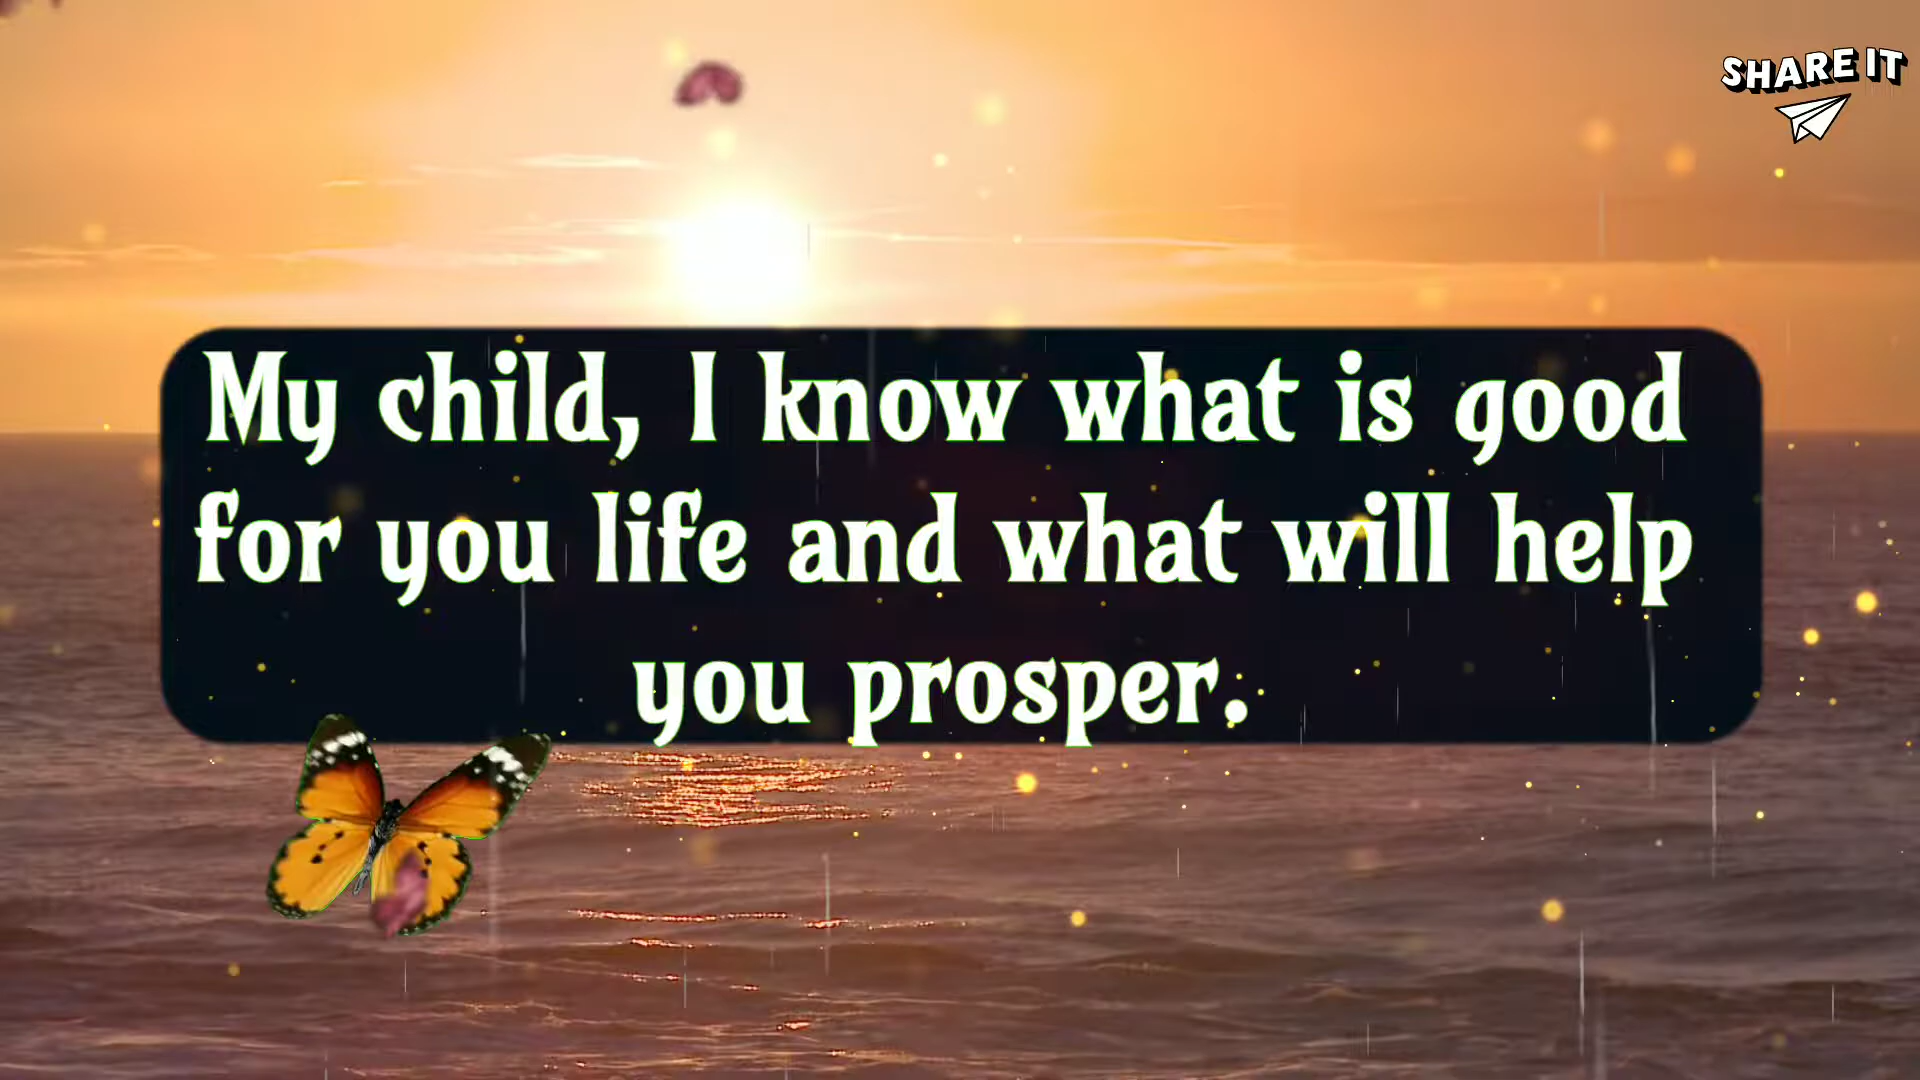 SHARE IT
My child, I know what is good
for you life and what will help
you prosper.